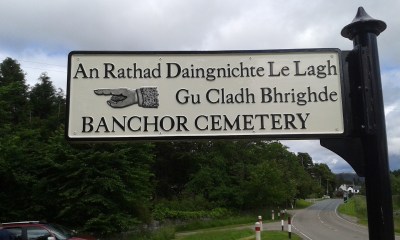 An Rathad Daingnichte Le Lagh
Gu Cladh Bhrighde
BANCHOR CEMETERY